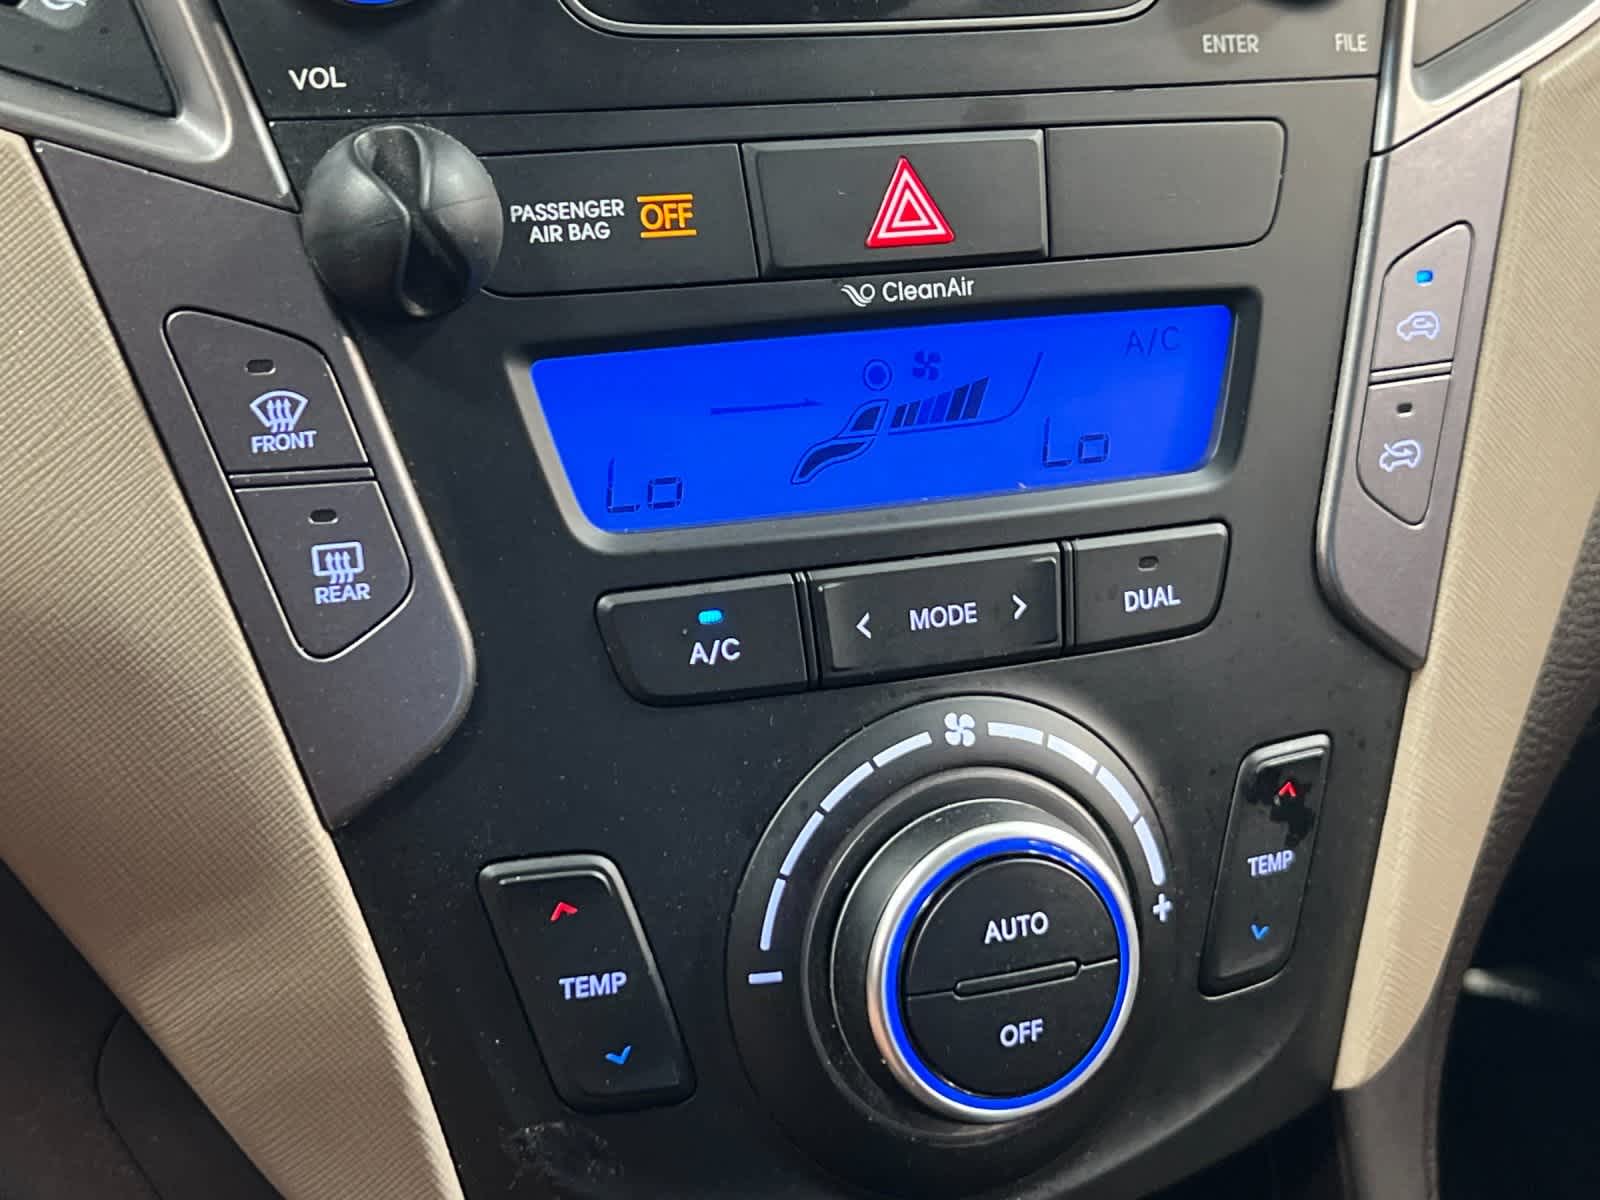 VOL
ENTER
FILE
PASSENGER
AIR BAG
OFF
CleanAir
A/C
Lo
Lo
FRONT
REAR
A/C
< MODE >
DUAL
TEMP
AUTO
OFF
TEMP
- +